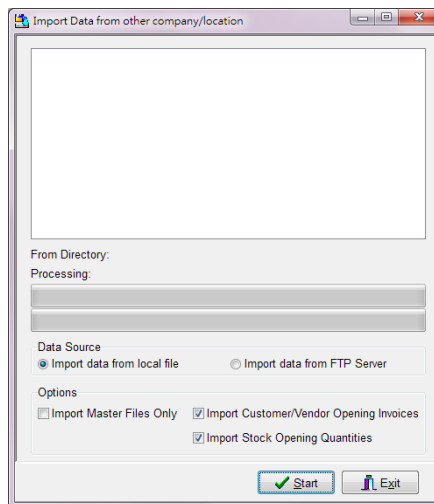 Import Data from other company/location
From Directory:
Processing:
Data Source
Import data from local file Import data from FTP Server
Options
Import Master Files Only Import Customer/Vendor Opening Invoices
Import Stock Opening Quantities
Start Exit